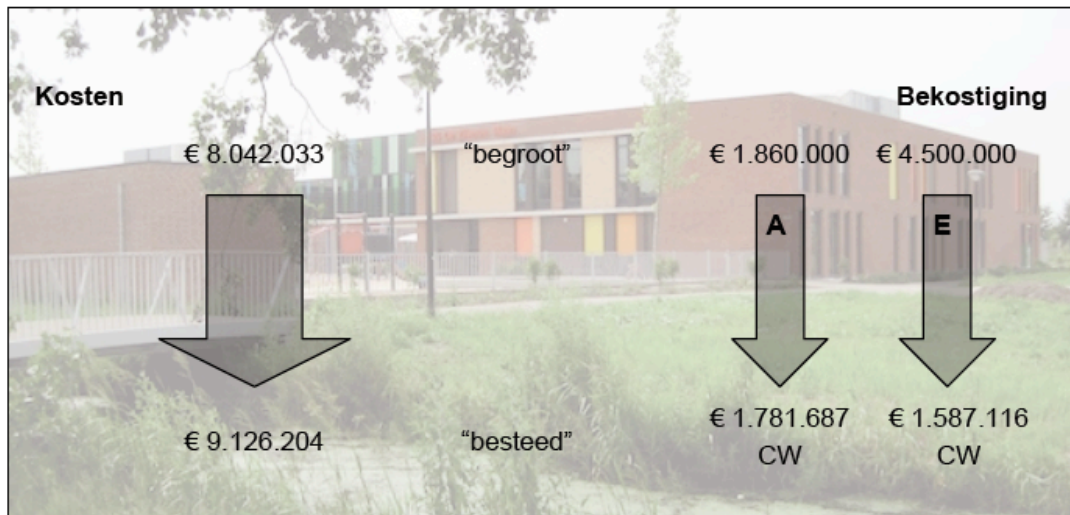 Kosten Bekostiging
€ 8.042.033 “begroot” € 1.860.000 € 4.500.000
A E
€ 9.126.204 “besteed” € 1.781.687 € 1.587.116
CW CW